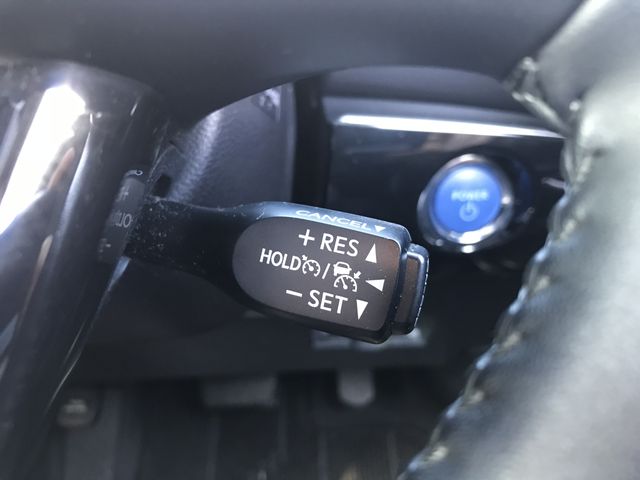 CANCEL
+ RES
HOLD /
- SET
POWER